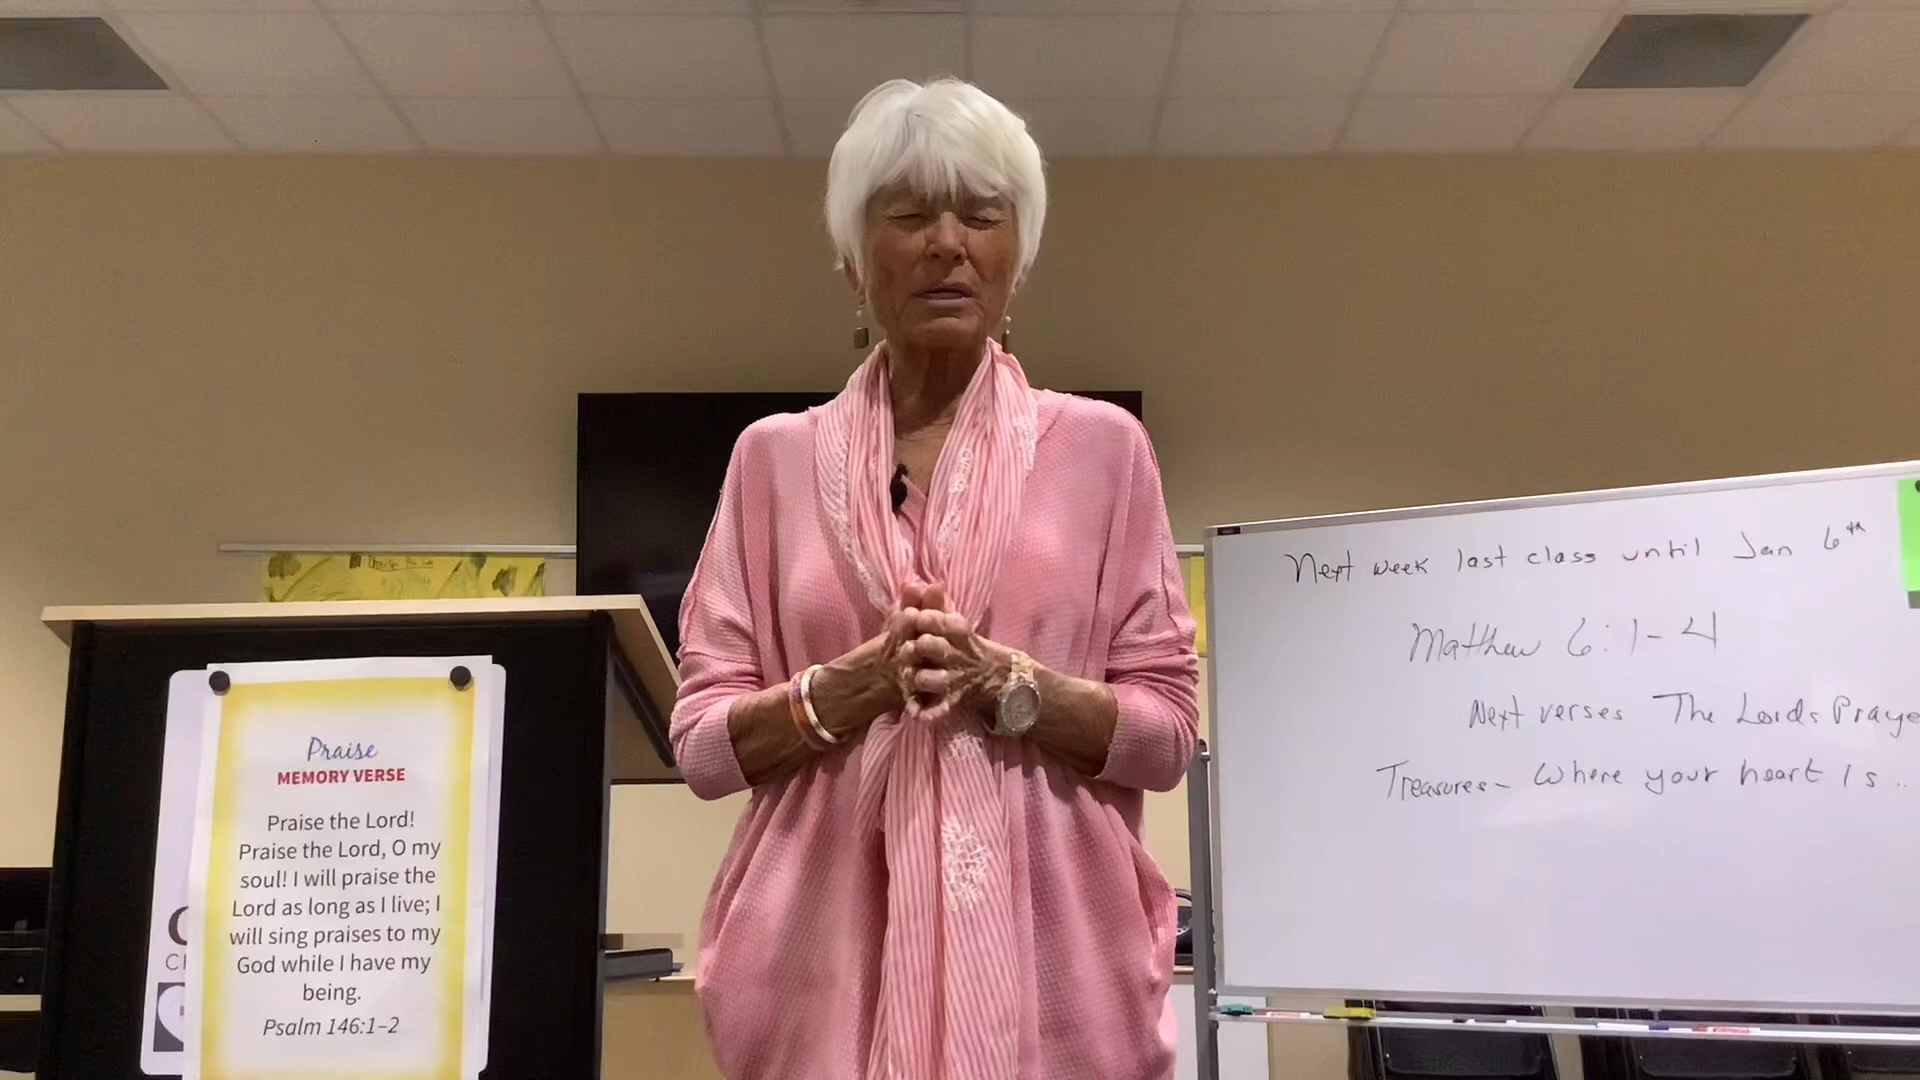 Praise
MEMORY VERSE
Praise the Lord!
Praise the Lord, O my
soul! I will praise the
Lord as long as I live; I
will sing praises to my
God while I have my
being.
Psalm 146:1–2
Next week last class until Jan 6th
Matthew 6:1-4
Next verses The Lords Praye
Treasures- Where your heart Is..